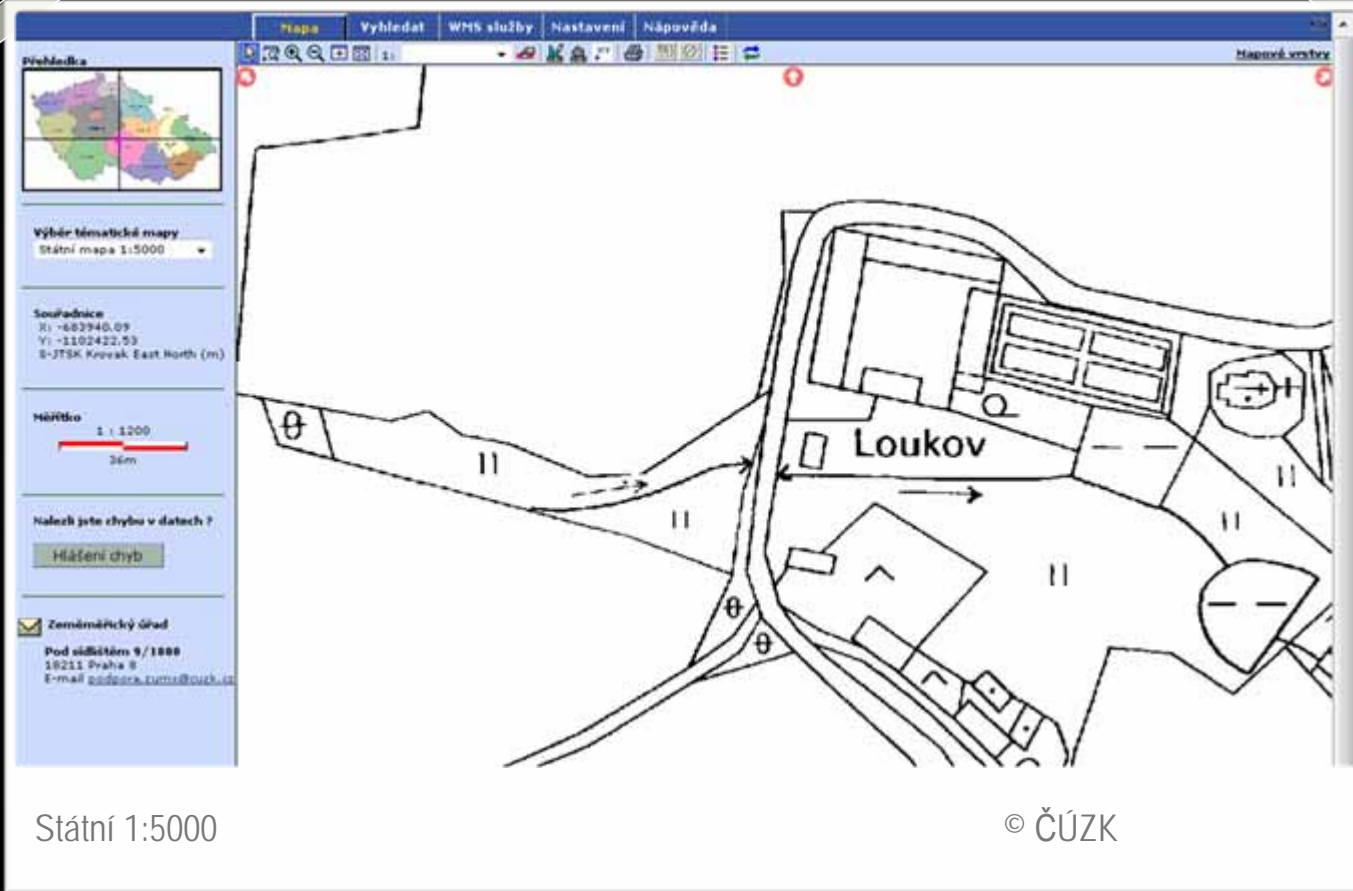 Mapa Vyhledat WMS služby Nastavení Nápověda
1:
Mapové vrstvy
Přehledka
Výběr tématické mapy
Státní mapa 1:5000
Souřadnice
X: -683940.09
Y: -1102422.53
S-JTSK Krovak East North (m)
Měřítko
1 : 1200
36m
Nalezli jste chybu v datech ?
Hlášení chyb
Zeměměřický úřad
Pod sídlištěm 9/1800
18211 Praha 8
E-mail podpora.zums@cuzk.cz
Loukov
Státní 1:5000
© ČÚZK